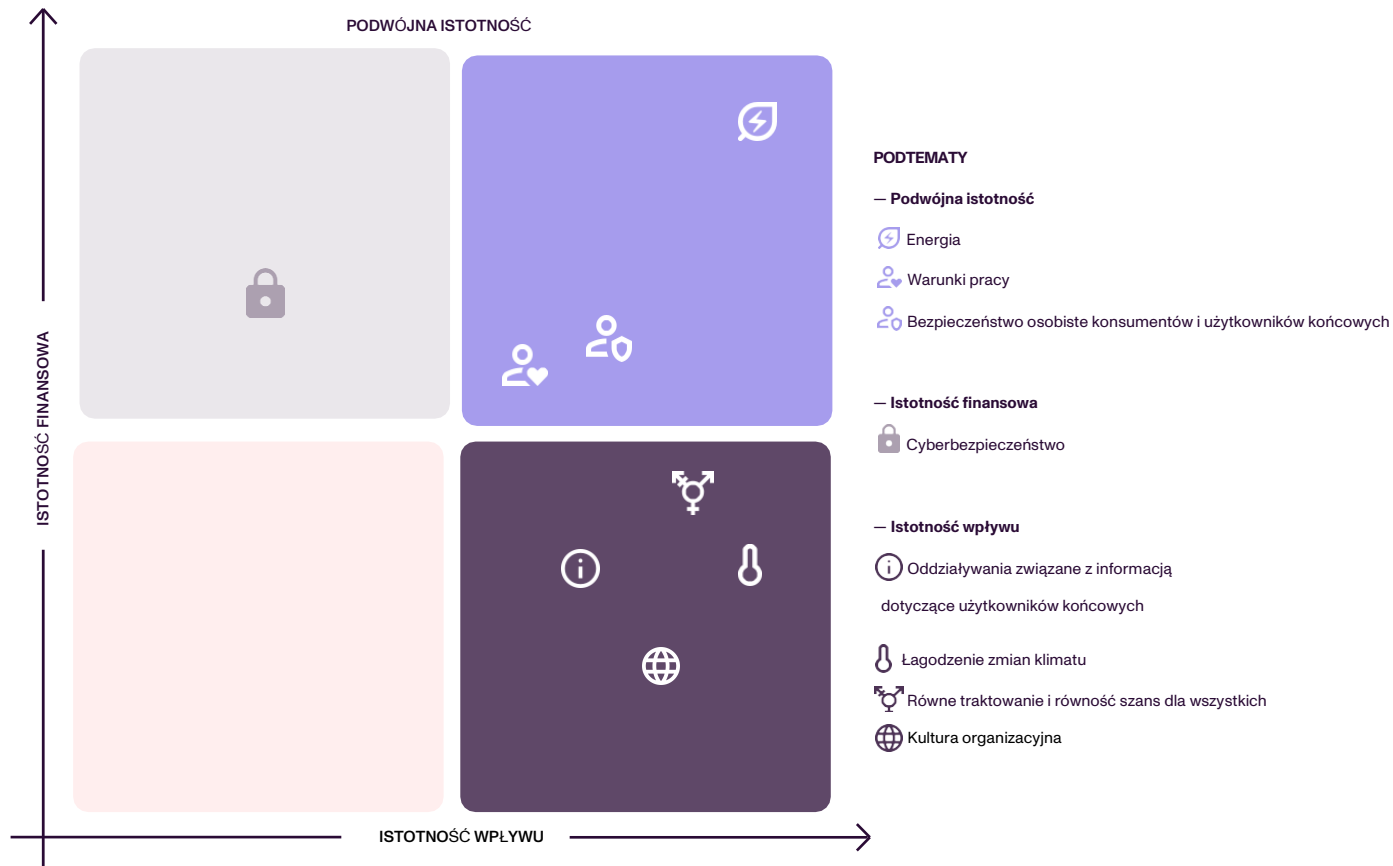 PODWÓJNA ISTOTNOŚĆ
ISTOTNOŚĆ FINANSOWA
ISTOTNOŚĆ WPŁYWU
PODTEMATY
— Podwójna istotność
Energia
Warunki pracy
Bezpieczeństwo osobiste konsumentów i użytkowników końcowych
— Istotność finansowa
Cyberbezpieczeństwo
— Istotność wpływu
Oddziaływania związane z informacją
dotyczące użytkowników końcowych
Łagodzenie zmian klimatu
Równe traktowanie i równość szans dla wszystkich
Kultura organizacyjna